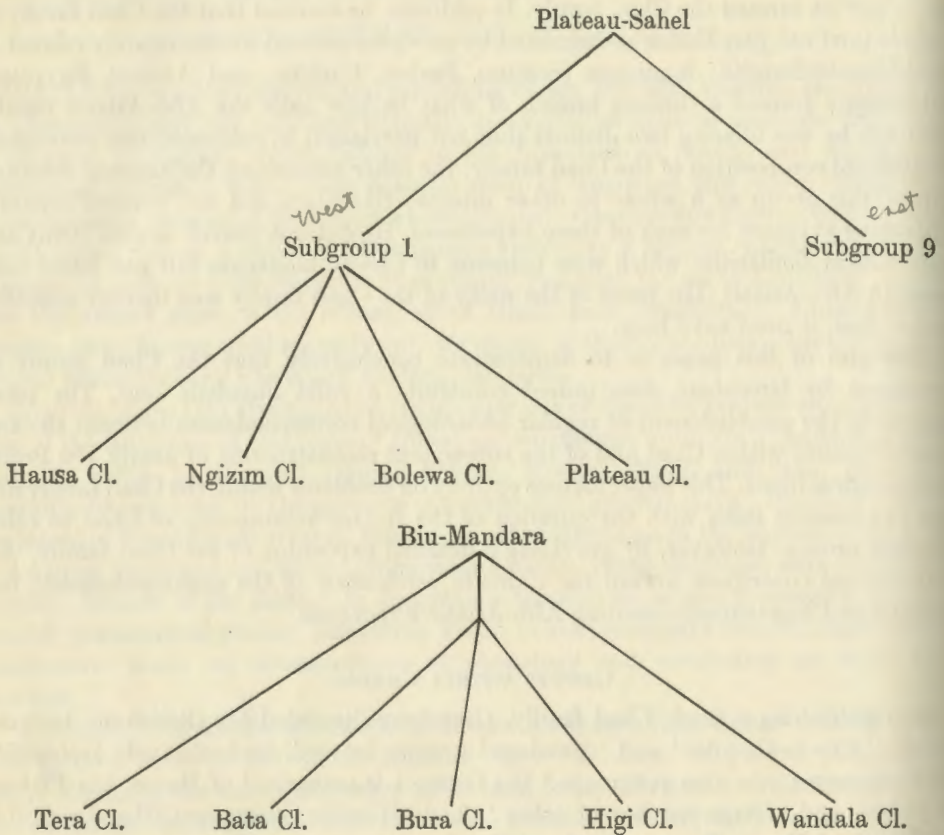 Plateau-Sahel
west east
Subgroup 1 Subgroup 9
Hausa Cl. Ngizim Cl. Bolewa Cl. Plateau Cl.
Biu-Mandara
Tera Cl. Bata Cl. Bura Cl. Higi Cl. Wandala Cl.